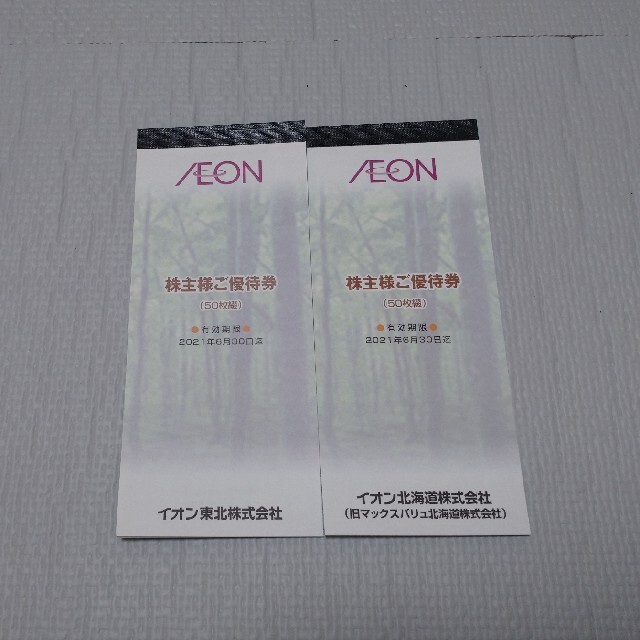 ÆON
株主様ご優待券
(50枚綴)
●有効期限●
2021年6月30日迄
イオン東北株式会社
ÆON
株主様ご優待券
(50枚綴)
●有効期限●
2021年6月30日迄
イオン北海道株式会社
(旧マックスバリュ北海道株式会社)